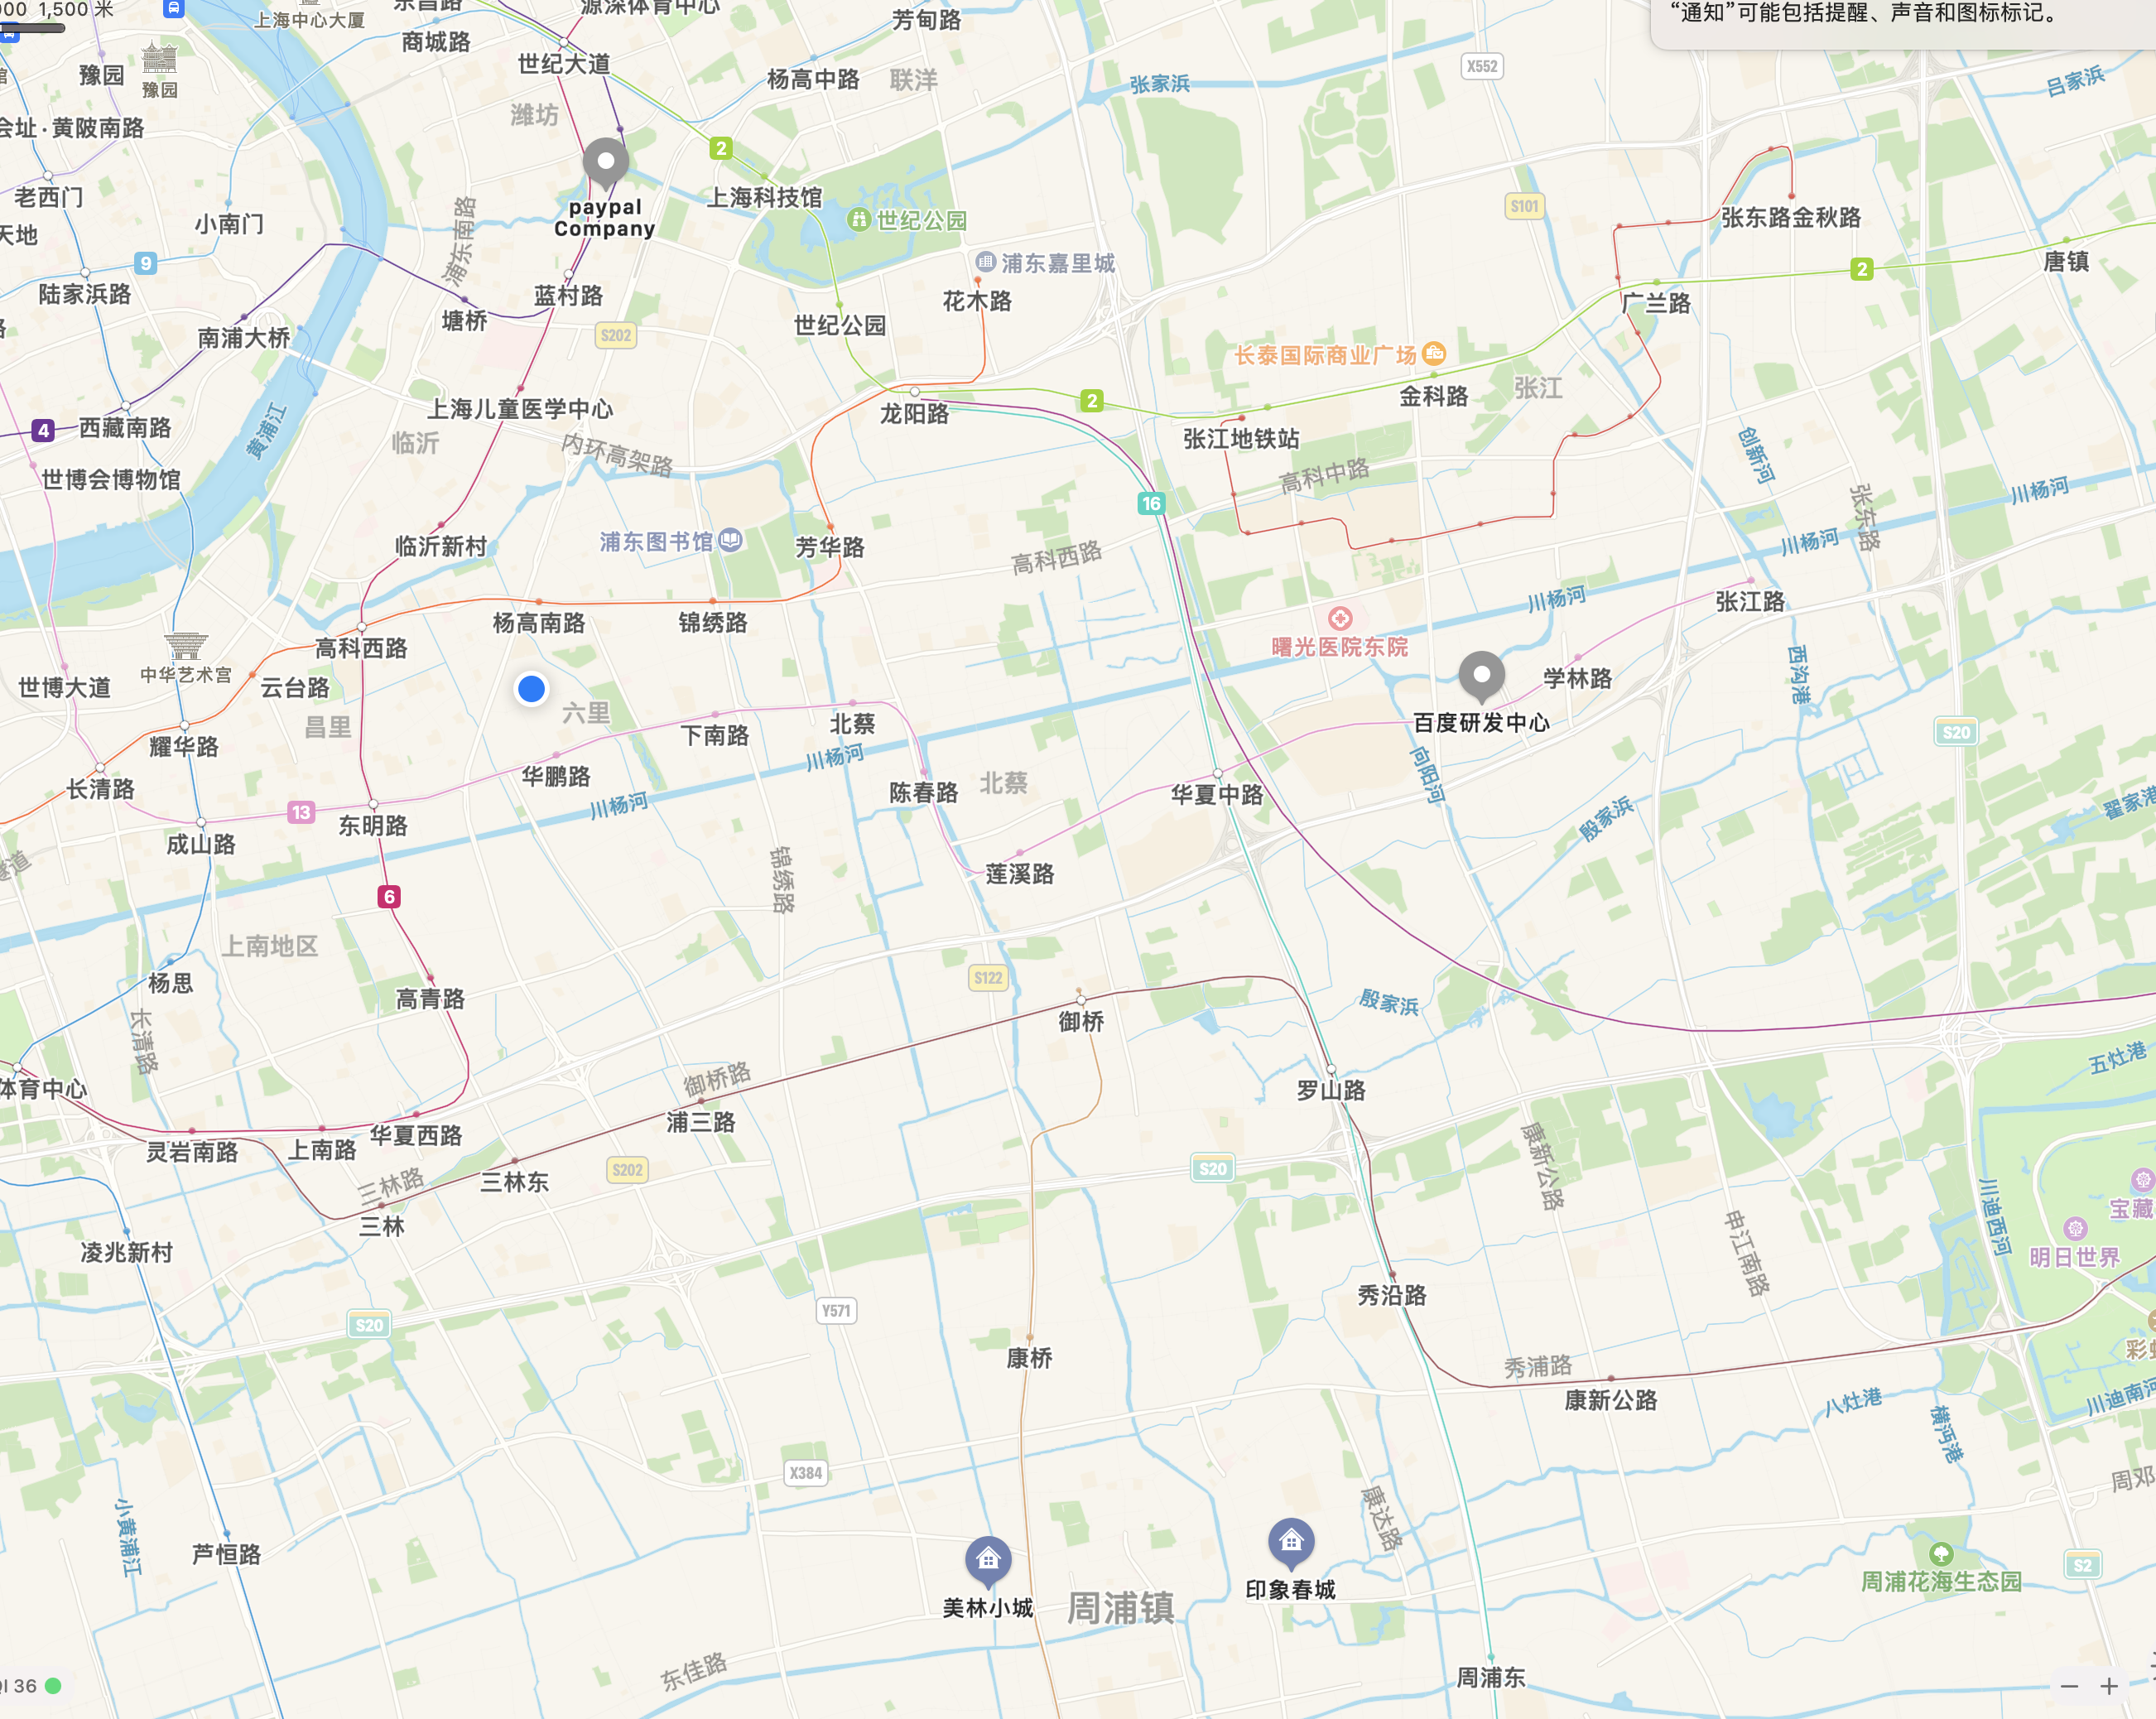 000 1,500 米
上海中心大厦
东昌路
商城路
源深体育中心
芳甸路
“通知”可能包括提醒、声音和图标标记。
世纪大道
杨高中路
联洋
张家浜
X552
吕家浜
豫园
豫园
潍坊
会址·黄陂南路
2
上海科技馆
世纪公园
S101
老西门
小南门
浦东南路
paypal
Company
张东路金秋路
天地
9
陆家浜路
蓝村路
浦东嘉里城
花木路
2
唐镇
广兰路
南浦大桥
塘桥
S202
世纪公园
长泰国际商业广场
金科路
张江
上海儿童医学中心
龙阳路
2
张江地铁站
4
西藏南路
黄浦江
临沂
内环高架路
高科中路
创新河
世博会博物馆
16
张东路
川杨河
临沂新村
浦东图书馆
芳华路
高科西路
川杨河
川杨河
杨高南路
锦绣路
张江路
高科西路
曙光医院东院
中华艺术宫
世博大道
云台路
学林路
西沟港
昌里
六里
下南路
北蔡
百度研发中心
S20
耀华路
川杨河
向阳河
长清路
华鹏路
陈春路
北蔡
华夏中路
13
东明路
川杨河
殷家浜
翟家港
成山路
隧道
锦绣路
莲溪路
6
上南地区
杨思
高青路
S122
御桥
殷家浜
长清路
体育中心
御桥路
罗山路
五灶港
浦三路
灵岩南路
上南路
华夏西路
三林路
三林东
S202
S20
康新公路
川迪西河
宝藏
三林
凌兆新村
申江南路
明日世界
S20
Y571
秀沿路
康桥
秀浦路
康新公路
彩虹
八灶港
川迪南河
横沔港
X384
周邓
小黄浦江
芦恒路
康达路
美林小城
周浦镇
印象春城
周浦花海生态园
S2
东佳路
周浦东
QI 36